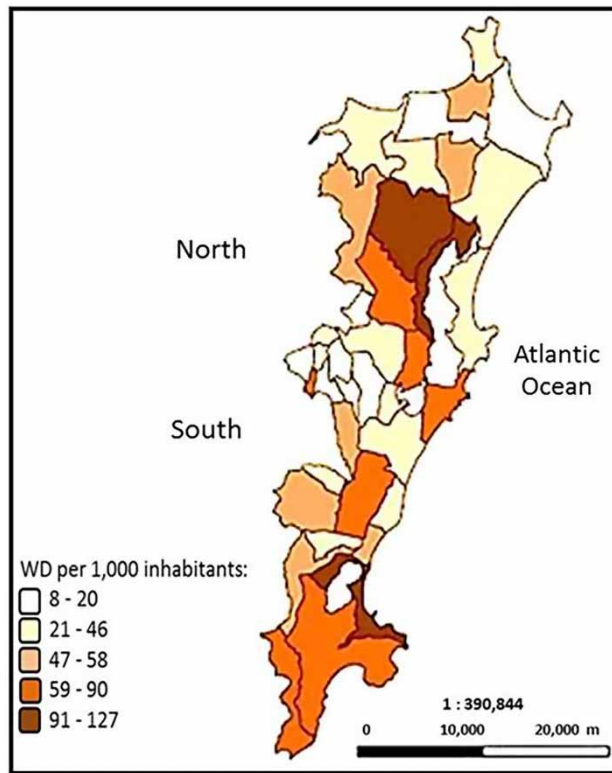 North
Atlantic
Ocean
South
WD per 1,000 inhabitants:
8 - 20
21 - 46
47 - 58
59 - 90
91 - 127
1 : 390,844
0 10,000 20,000 m